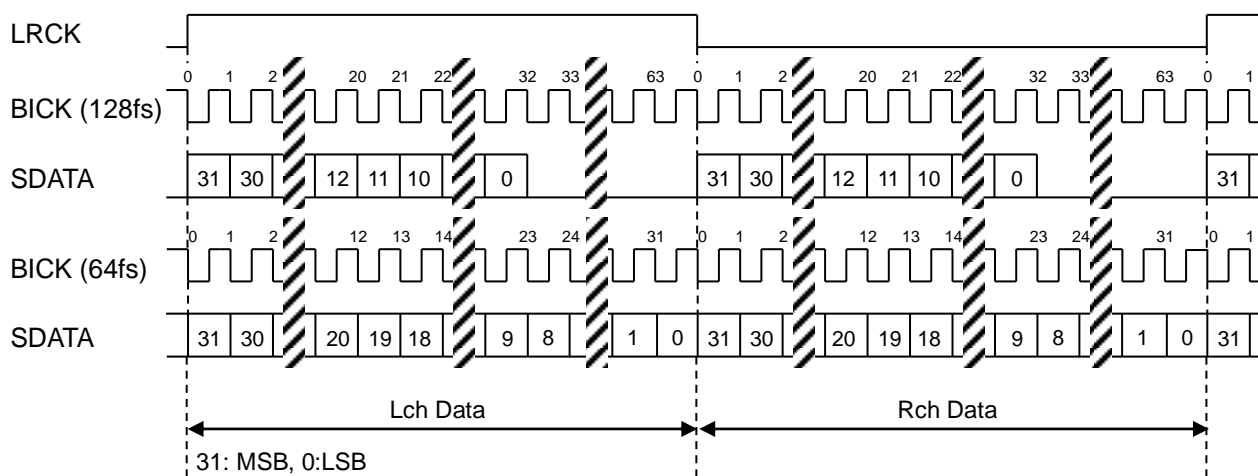 LRCK
0 1 2 20 21 22 32 33 63 0 1 2 20 21 22 32 33 63 0 1
BICK (128fs)
SDATA 31 30 12 11 10 0 31 30 12 11 10 0 31
0 1 2 12 13 14 23 24 31 0 1 2 12 13 14 23 24 31 0 1
BICK (64fs)
SDATA 31 30 20 19 18 9 8 1 0 31 30 20 19 18 9 8 1 0 31
Lch Data Rch Data
31: MSB, 0:LSB